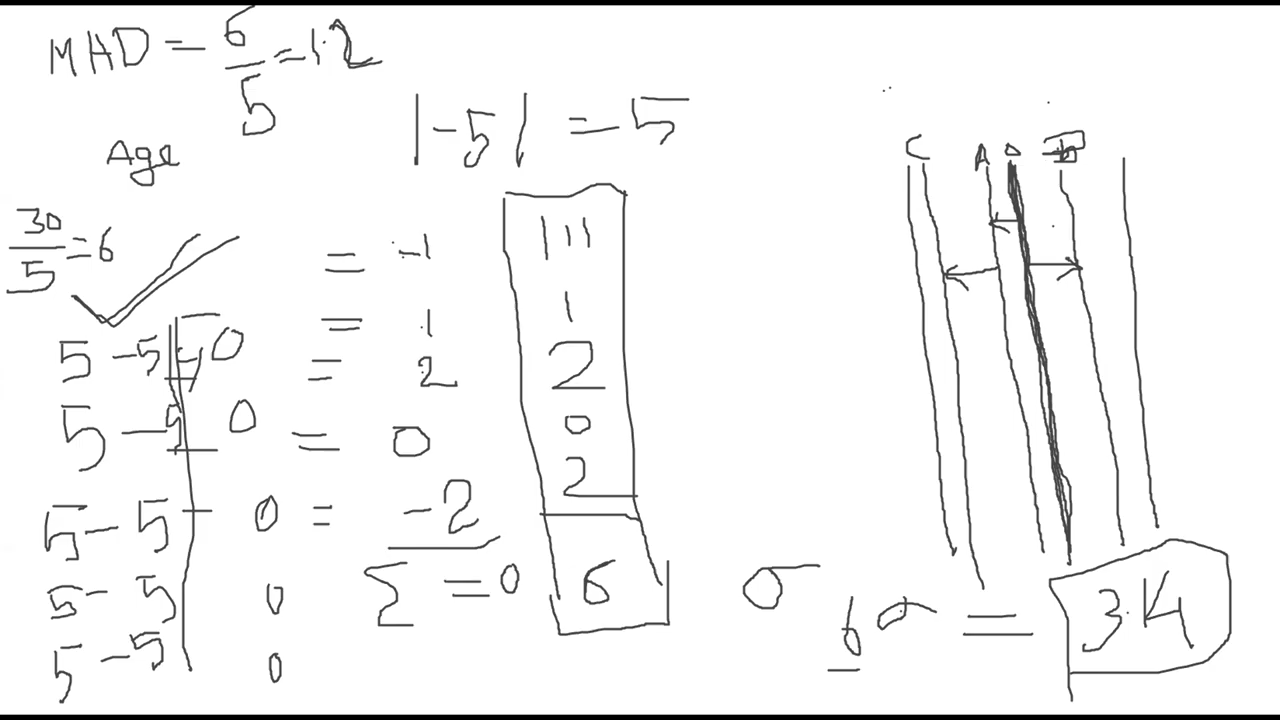 MAD = 6/5 = 1.2
|-5| = 5
Age
30/5 = 6
C A D
= -1 1
= 1 1
5 - 5 0 = 2 2
5 - 5 0 = 0 0
5 - 5 0 = -2 2
5 - 5 0 Σ = 0 6
5 - 5 0
σ
6σ = 3.4